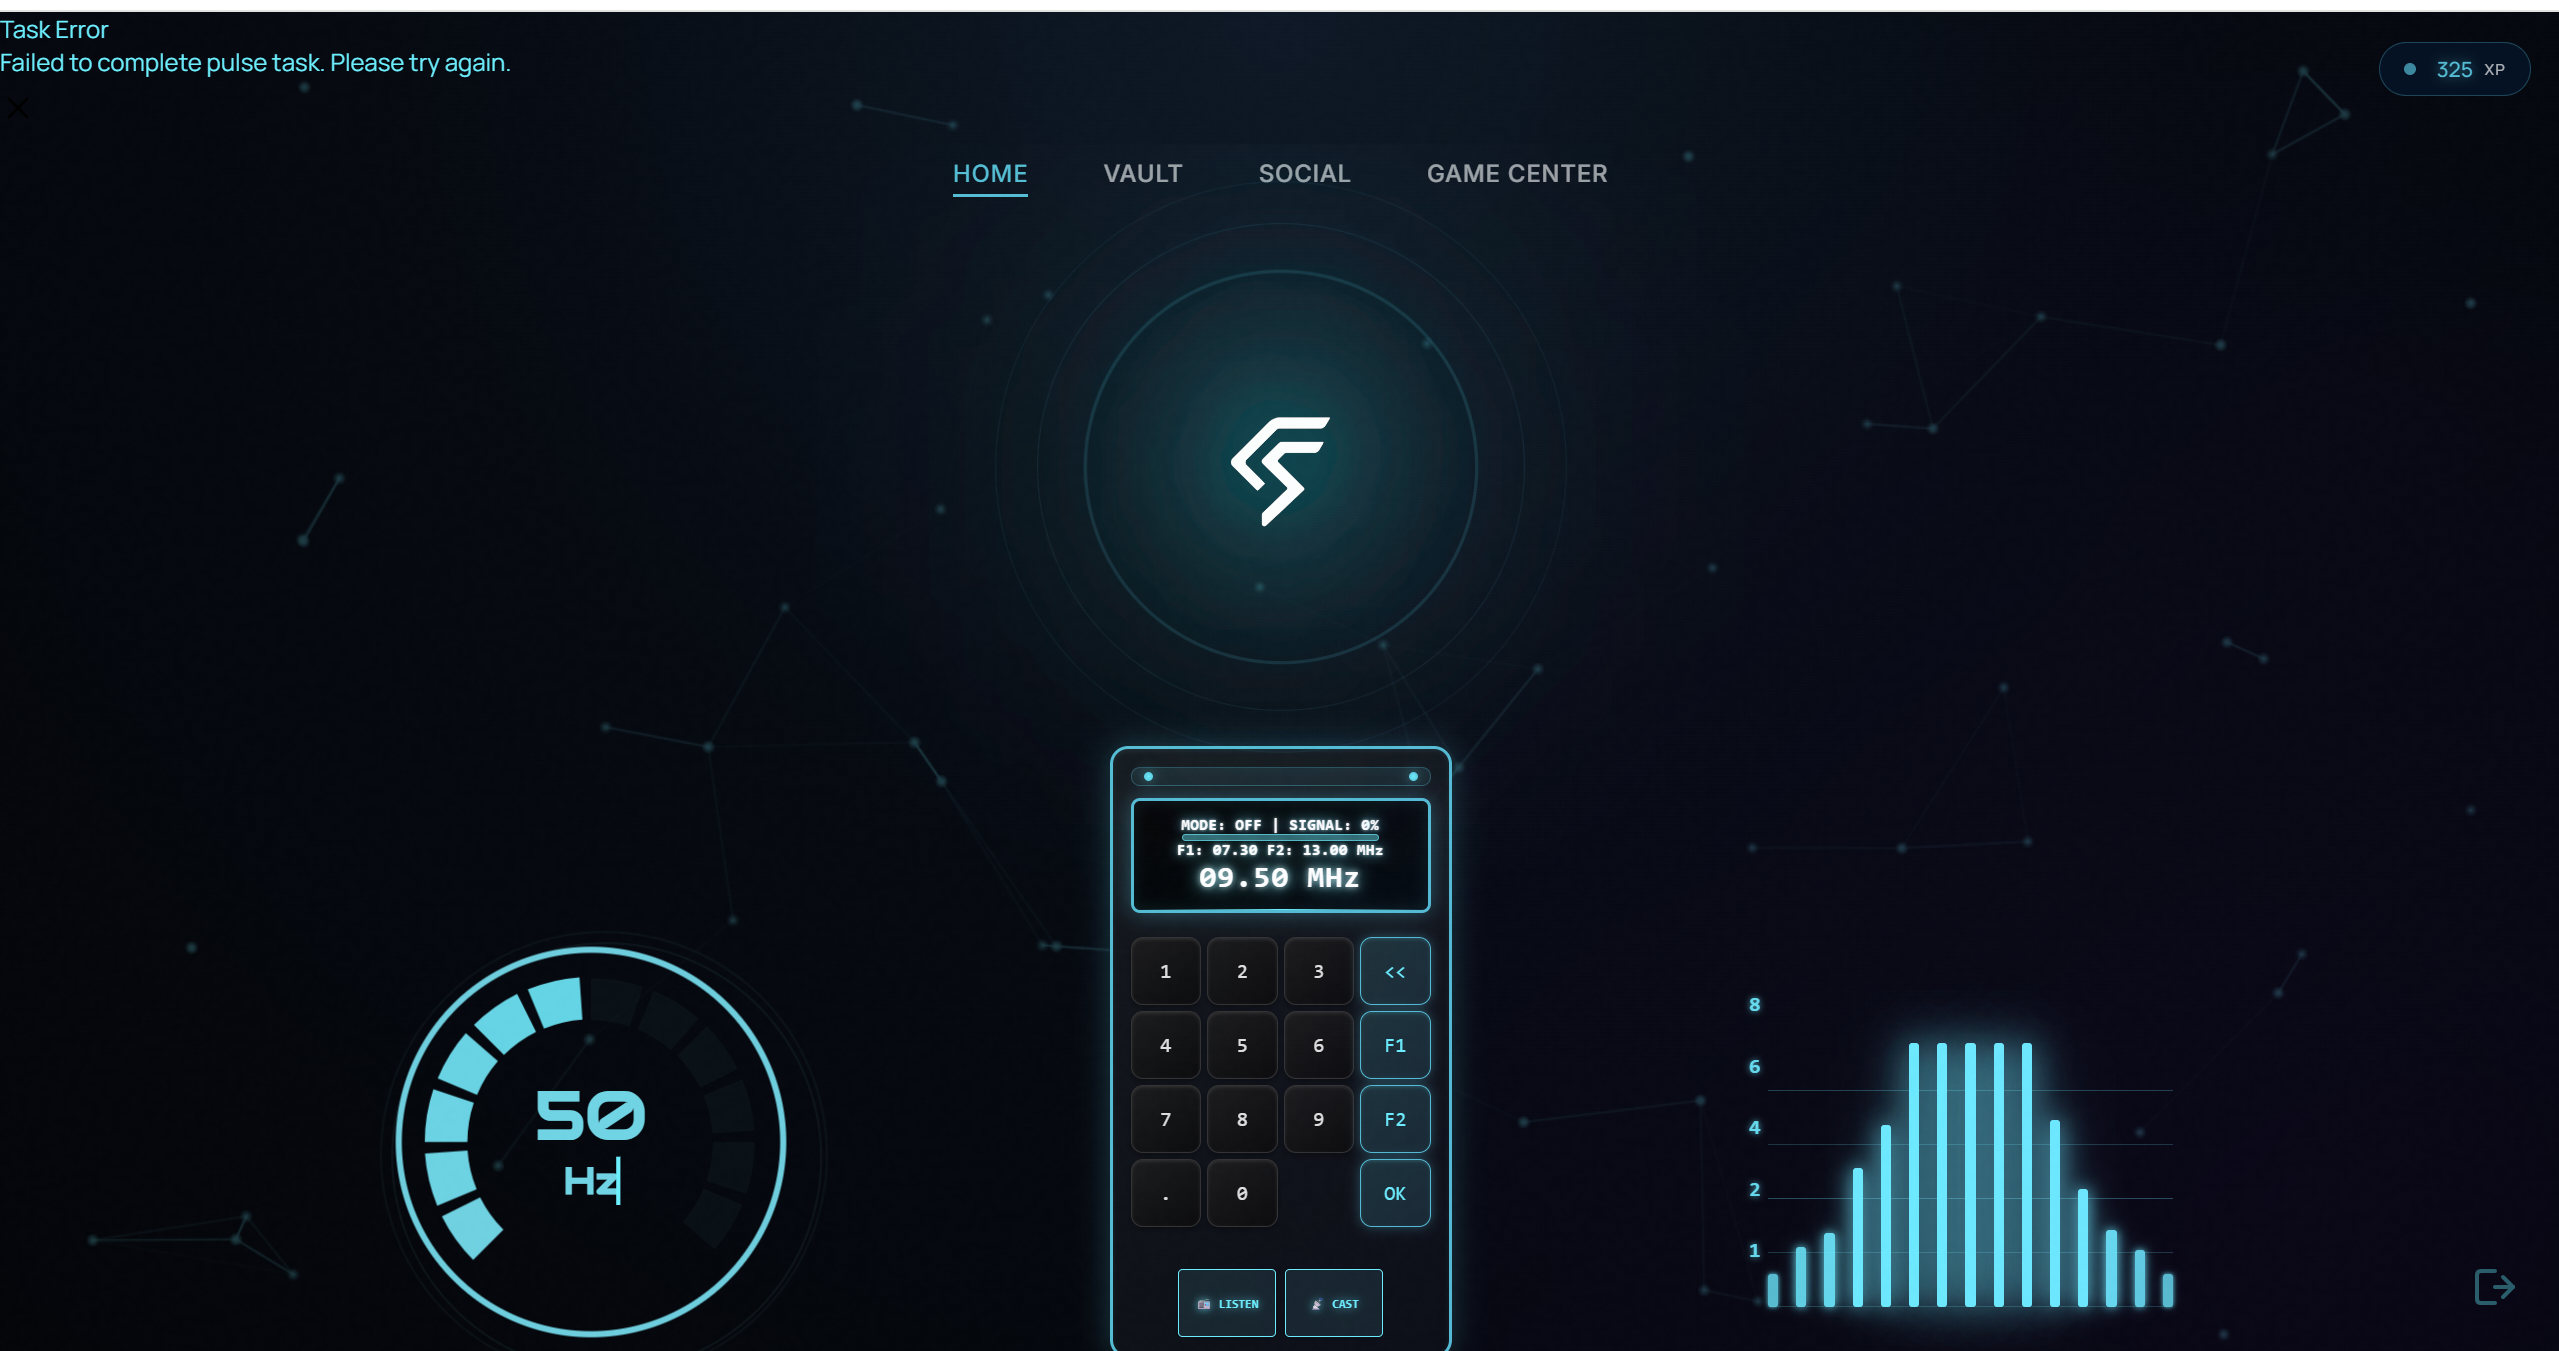 Task Error
Failed to complete pulse task. Please try again.
325 XP
HOME VAULT SOCIAL GAME CENTER
MODE: OFF | SIGNAL: 0%
F1: 07.30 F2: 13.00 MHz
09.50 MHz
1 2 3 <<
4 5 6 F1
7 8 9 F2
. 0 OK
LISTEN CAST
50
Hz
8
6
4
2
1